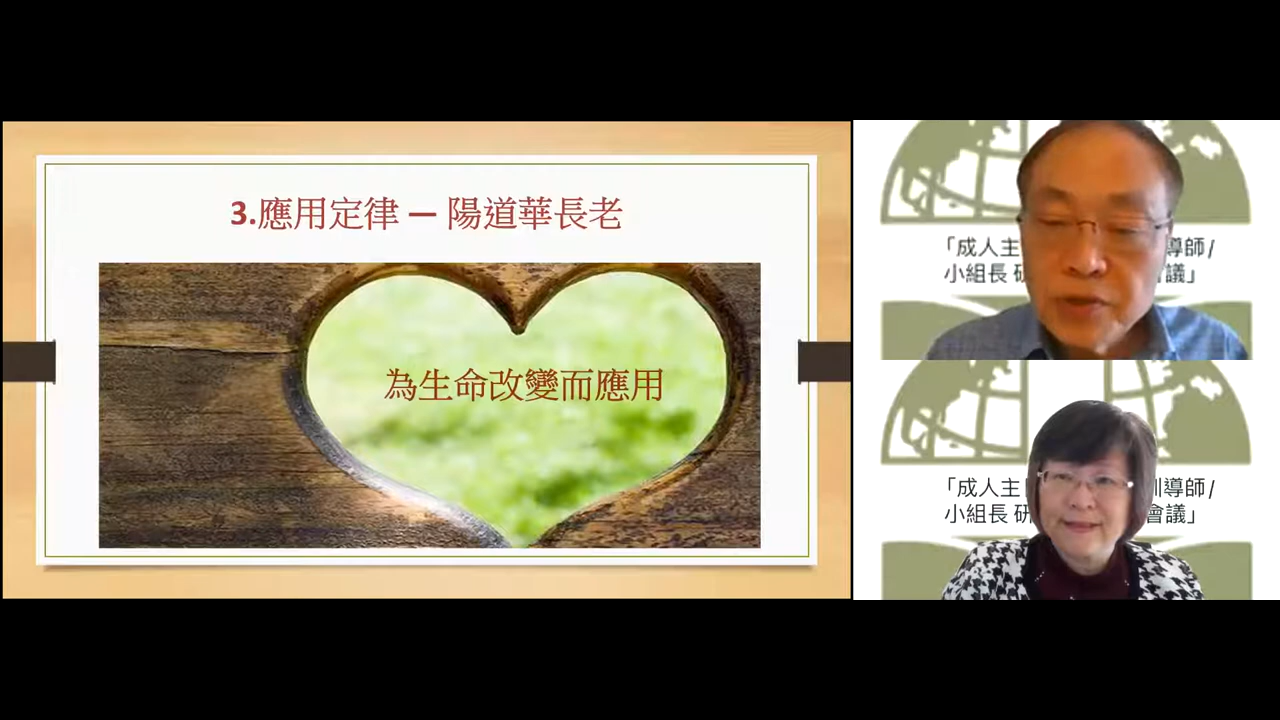 3.應用定律 — 陽道華長老
為生命改變而應用
「成人主 導師/
小組長 研 會議」
「成人主 訓導師/
小組長 研 會議」